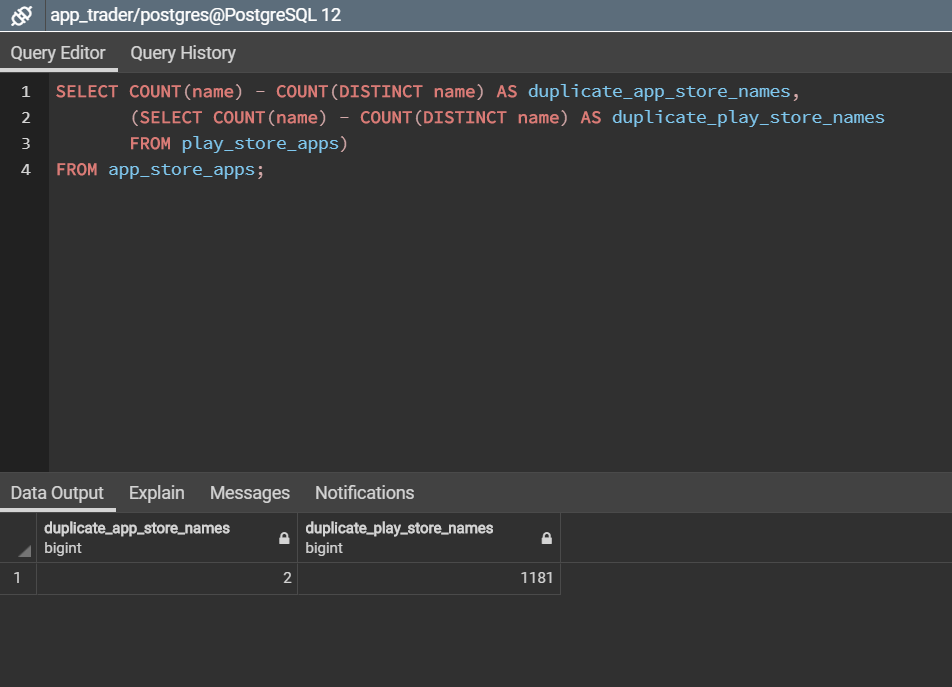 app_trader/postgres@PostgreSQL 12
Query Editor Query History
1 SELECT COUNT(name) - COUNT(DISTINCT name) AS duplicate_app_store_names,
2 (SELECT COUNT(name) - COUNT(DISTINCT name) AS duplicate_play_store_names
3 FROM play_store_apps)
4 FROM app_store_apps;
Data Output Explain Messages Notifications
duplicate_app_store_names duplicate_play_store_names
bigint bigint
1 2 1181